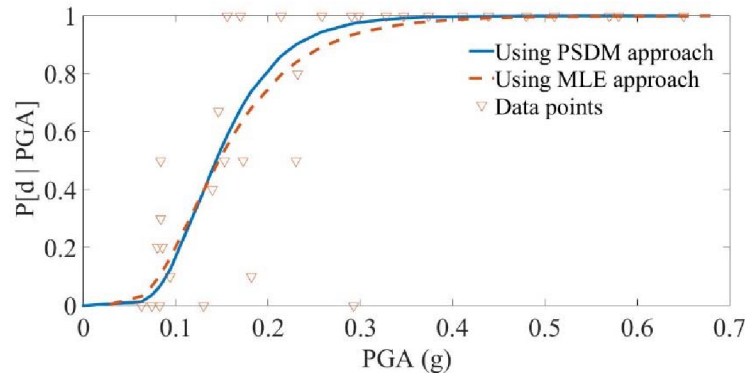 1
0.8
0.6
0.4
0.2
0
P[d | PGA]
Using PSDM approach
Using MLE approach
Data points
0 0.1 0.2 0.3 0.4 0.5 0.6 0.7
PGA (g)